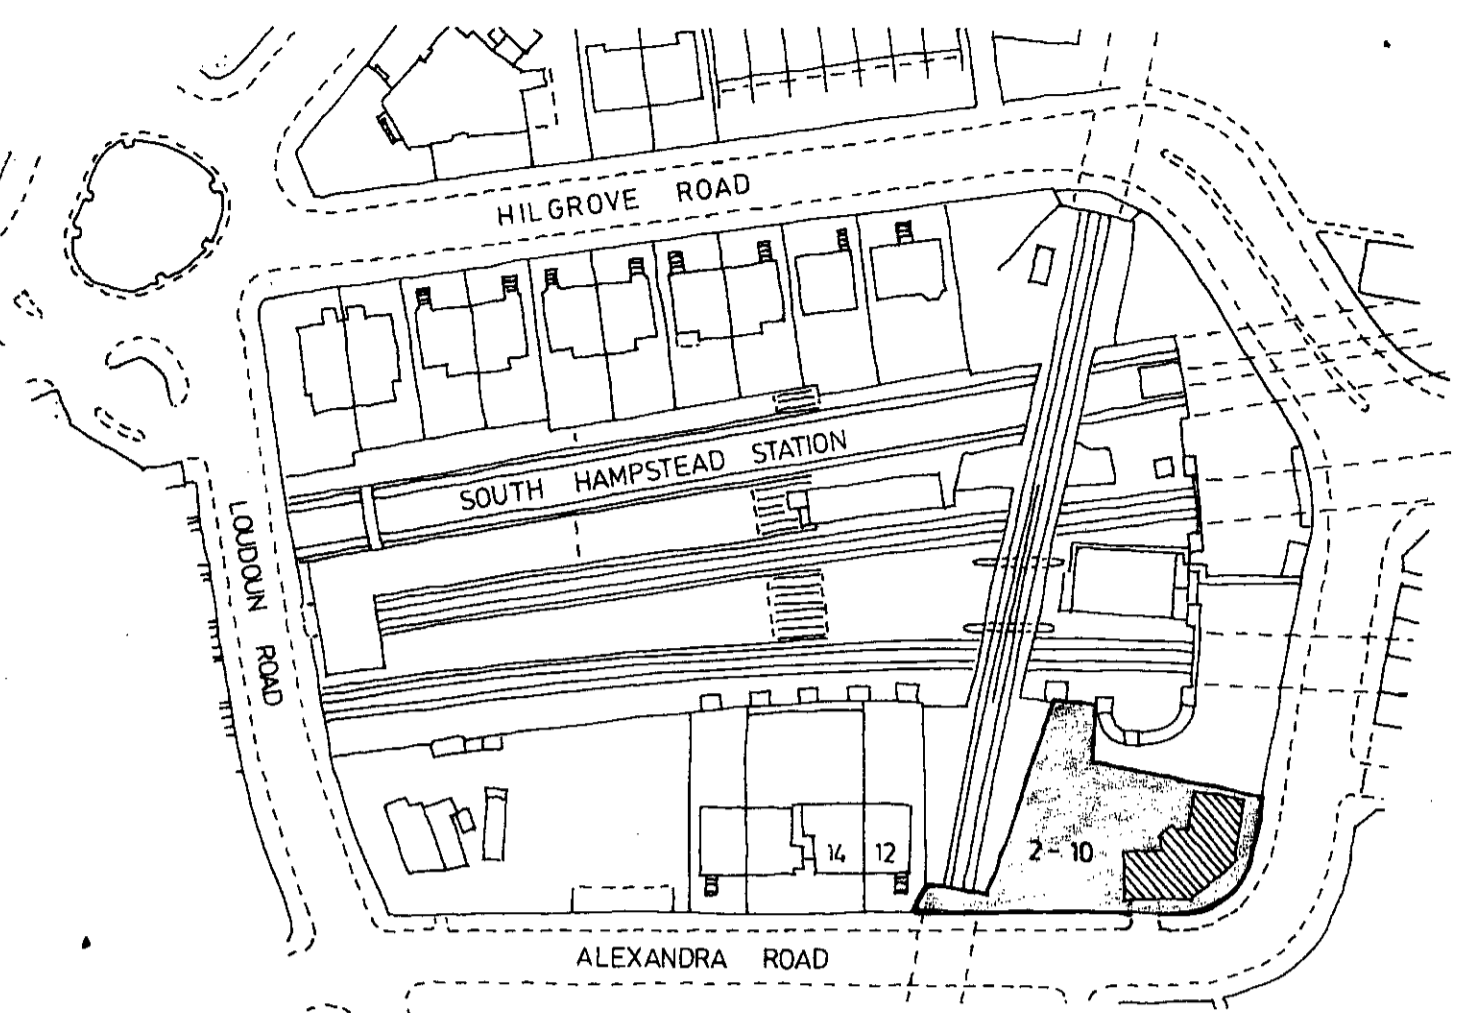 HILGROVE ROAD
SOUTH HAMPSTEAD STATION
LOUDOUN ROAD
2-10
14 12
ALEXANDRA ROAD